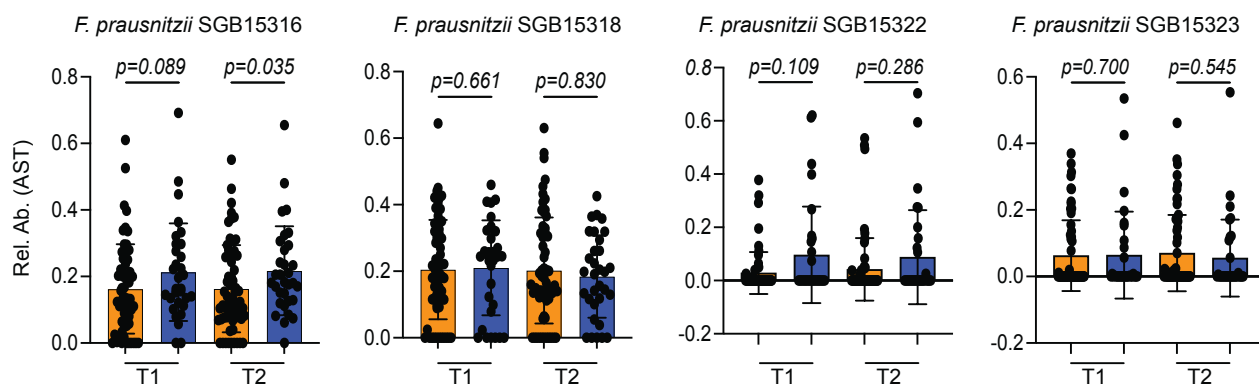 F. prausnitzii SGB15316
p=0.089 p=0.035
Rel. Ab. (AST)
0.8
0.6
0.4
0.2
0.0
T1 T2
F. prausnitzii SGB15318
p=0.661 p=0.830
0.8
0.6
0.4
0.2
0.0
T1 T2
F. prausnitzii SGB15322
p=0.109 p=0.286
0.8
0.6
0.4
0.2
0.0
-0.2
T1 T2
F. prausnitzii SGB15323
p=0.700 p=0.545
0.6
0.4
0.2
0.0
-0.2
T1 T2